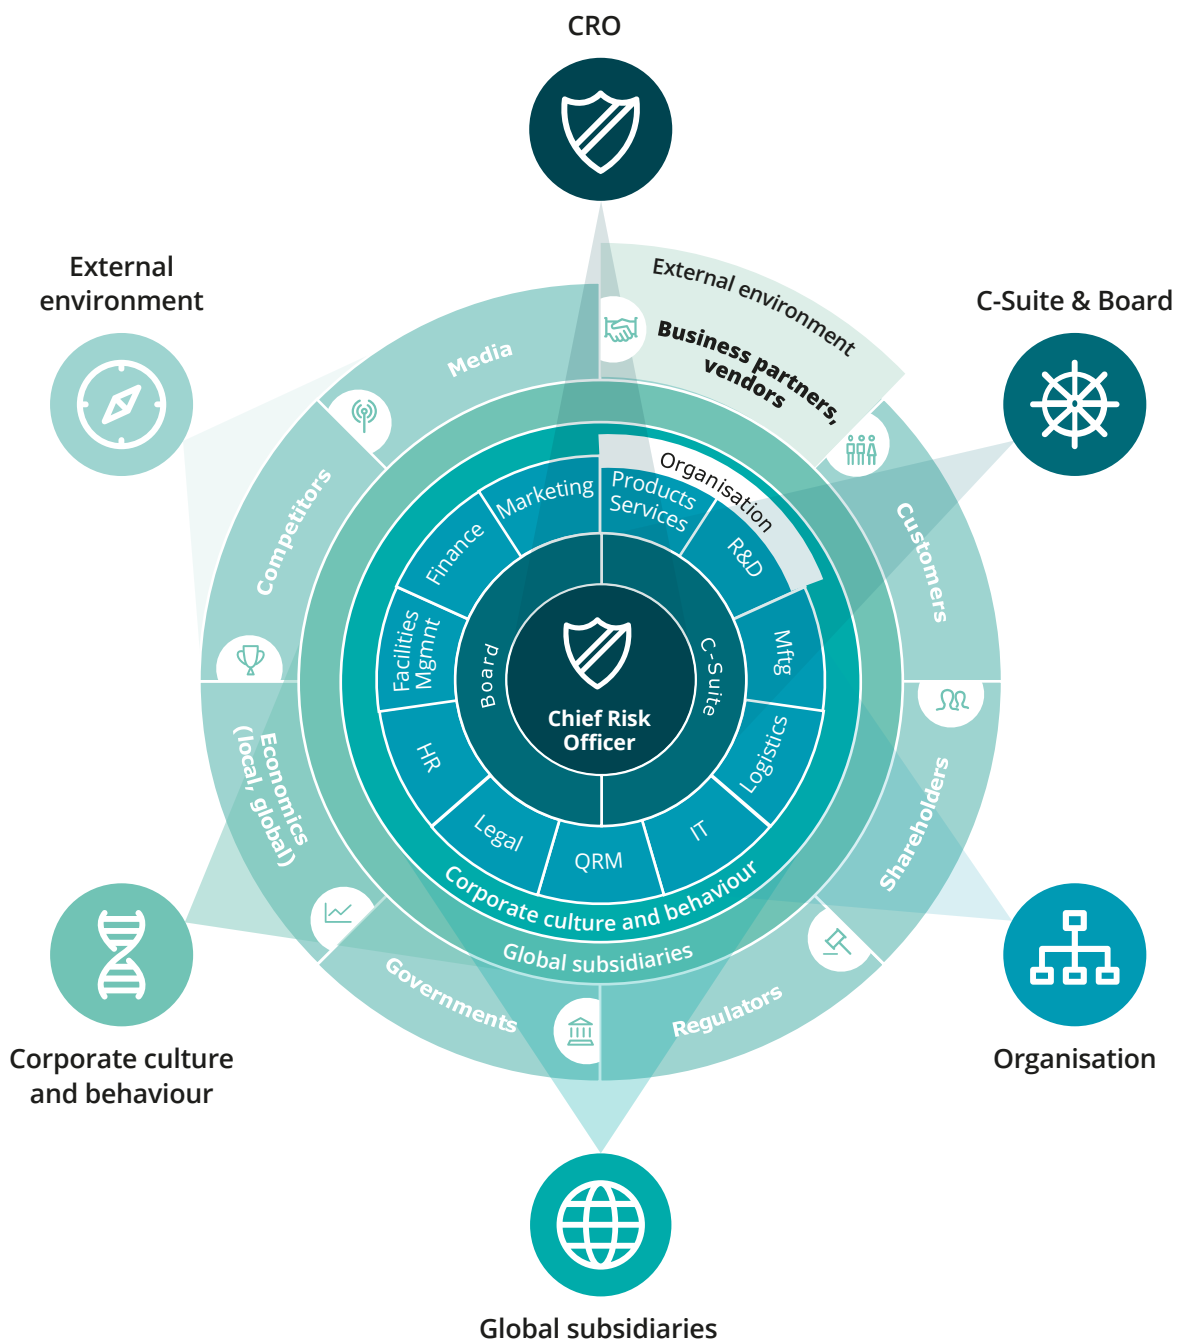 CRO
External
environment
C-Suite & Board
External environment
Business partners,
vendors
Media
Competitors
Customers
Organisation
Marketing
Products
Services
Finance
R&D
Facilities
Mgmnt
Mftg
Board
C-Suite
Chief Risk
Officer
HR
Logistics
Legal
QRM
IT
Economics
(local, global)
Shareholders
Corporate culture and behaviour
Global subsidiaries
Governments
Regulators
Corporate culture
and behaviour
Organisation
Global subsidiaries